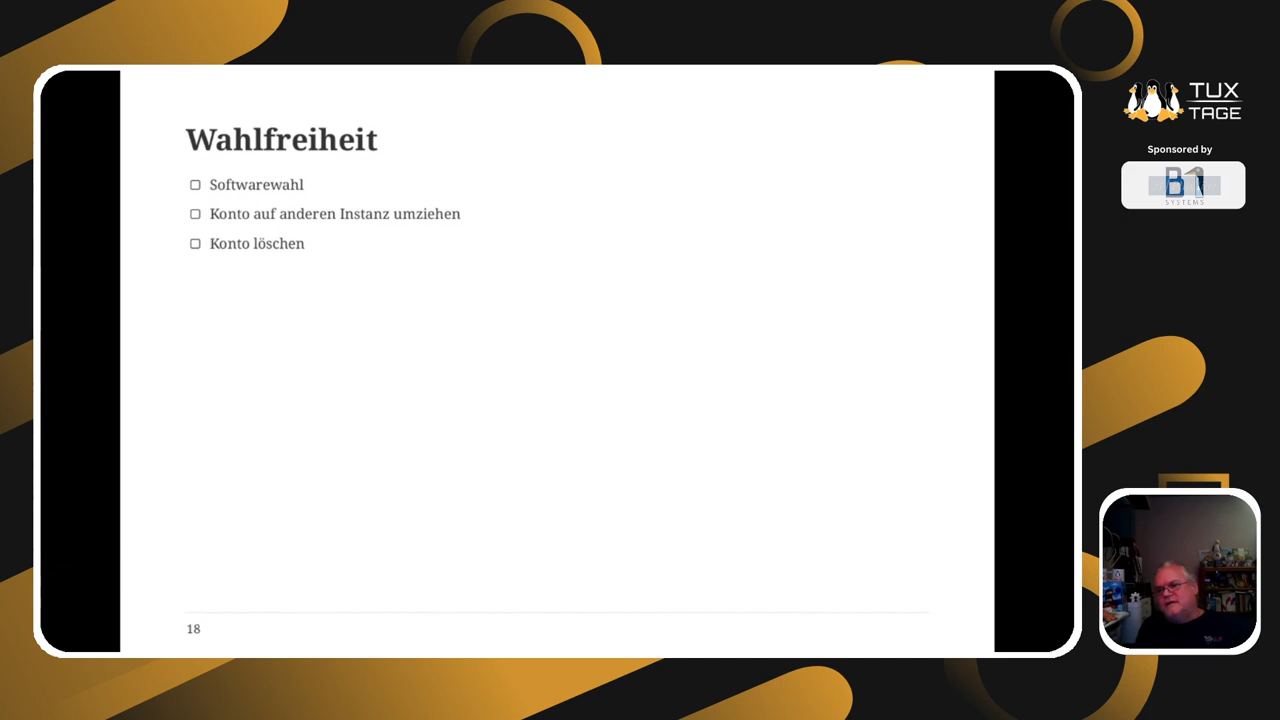 Wahlfreiheit
Softwarewahl
Konto auf anderen Instanz umziehen
Konto löschen
18
TUX
TAGE
Sponsored by
B1
SYSTEMS